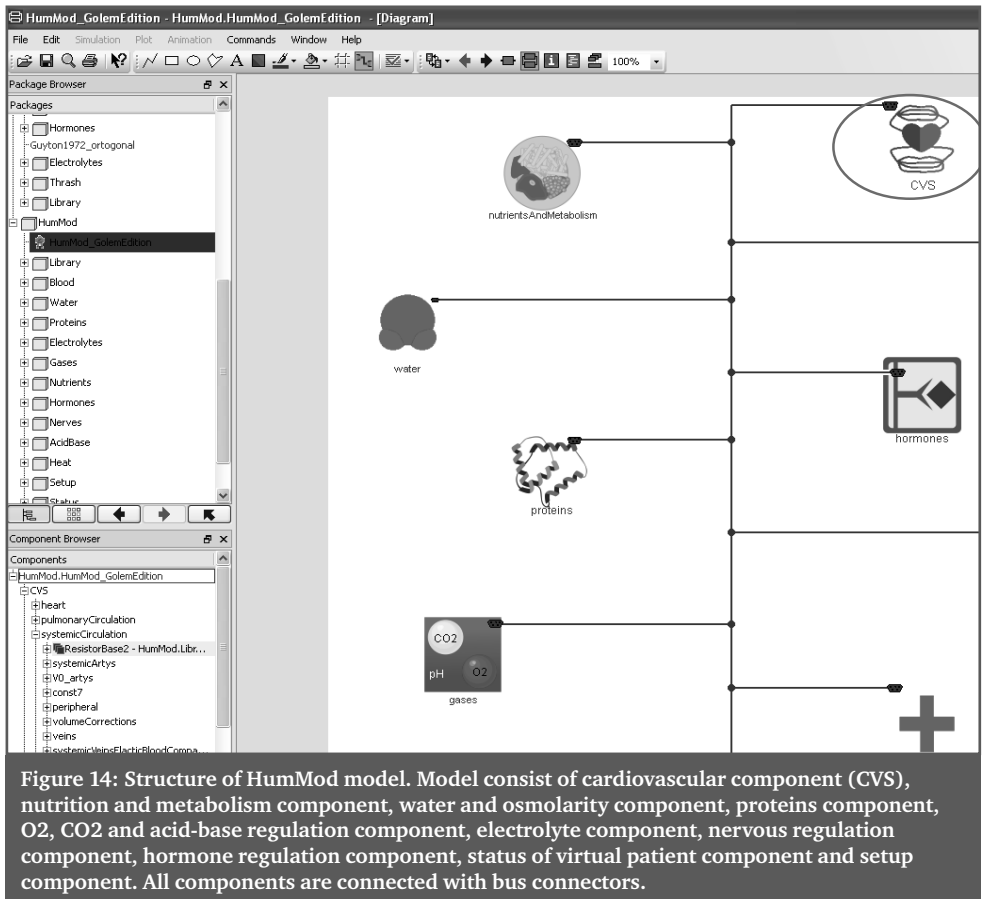 HumMod_GolemEdition - HumMod.HumMod_GolemEdition - [Diagram]
File Edit Simulation Plot Animation Commands Window Help
A 100%
Package Browser
Packages
Hormones
Guyton1972_ortogonal
Electrolytes
Thrash
Library
HumMod
HumMod_GolemEdition
Library
Blood
Water
Proteins
Electrolytes
Gases
Nutrients
Hormones
Nerves
AcidBase
Heat
Setup
Status
Component Browser
Components
HumMod.HumMod_GolemEdition
CVS
heart
pulmonaryCirculation
systemicCirculation
ResistorBase2 - HumMod.Libr...
systemicArtys
V0_artys
const7
peripheral
volumeCorrections
veins
systemicVeinsElacticBloodCompa...
nutrientsAndMetabolism
CVS
water
hormones
proteins
CO2
pH O2
gases
Figure 14: Structure of HumMod model. Model consist of cardiovascular component (CVS),
nutrition and metabolism component, water and osmolarity component, proteins component,
O2, CO2 and acid-base regulation component, electrolyte component, nervous regulation
component, hormone regulation component, status of virtual patient component and setup
component. All components are connected with bus connectors.